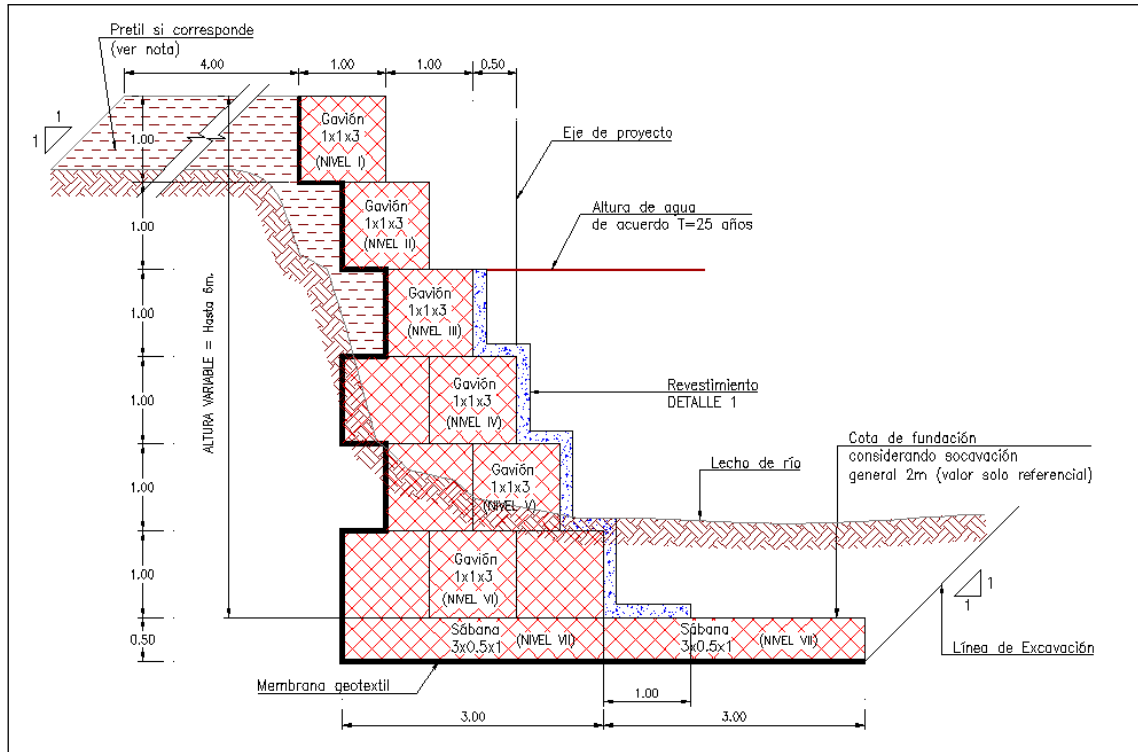 Pretil si corresponde
(ver nota)
4.00
1.00
1.00
0.50
1
1
1.00
Gavión
1x1x3
(NIVEL I)
Eje de proyecto
1.00
Gavión
1x1x3
(NIVEL II)
Altura de agua
de acuerdo T=25 años
1.00
Gavión
1x1x3
(NIVEL III)
ALTURA VARIABLE = Hasta 6m.
1.00
Gavión
1x1x3
(NIVEL IV)
Revestimiento
DETALLE 1
Cota de fundación
considerando socavación
general 2m (valor solo referencial)
Lecho de río
1.00
Gavión
1x1x3
(NIVEL V)
1.00
Gavión
1x1x3
(NIVEL VI)
1
1
0.50
Sábana
3x0.5x1
(NIVEL VII)
Sábana
3x0.5x1
(NIVEL VII)
Línea de Excavación
Membrana geotextil
1.00
3.00
3.00